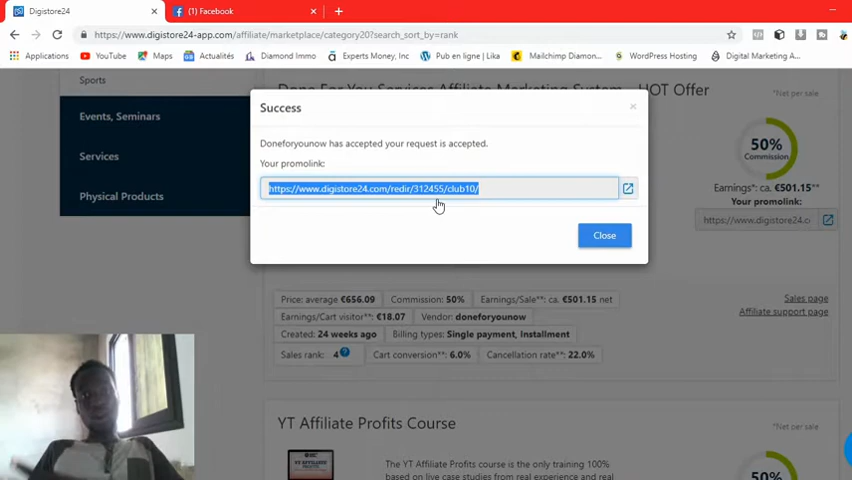 Digistore24
(1) Facebook
https://www.digistore24-app.com/affiliate/marketplace/category20?search_sort_by=rank
Applications
YouTube
Maps
Actualités
Diamond Immo
Experts Money, Inc
Pub en ligne | Lika
Mailchimp Diamon...
WordPress Hosting
Digital Marketing A...
Sports
Events, Seminars
Services
Physical Products
Done For You Services Affiliate Marketing System - HOT Offer
*Net per sale
50%
Commission
Earnings*: ca. €501.15**
Your promolink:
https://www.digistore24.co
Success
Doneforyounow has accepted your request is accepted.
Your promolink:
https://www.digistore24.com/redir/312455/club10/
Close
Price: average €656.09
Commission: 50%
Earnings/Sale**: ca. €501.15 net
Earnings/Cart visitor**: €18.07
Vendor: doneforyounow
Created: 24 weeks ago
Billing types: Single payment, Installment
Sales rank: 4
Cart conversion**: 6.0%
Cancellation rate**: 22.0%
Sales page
Affiliate support page
YT Affiliate Profits Course
*Net per sale
YT AFFILIATE
PROFITS
The YT Affiliate Profits course is the only training 100%
based on live case studies from real experience and real
50%